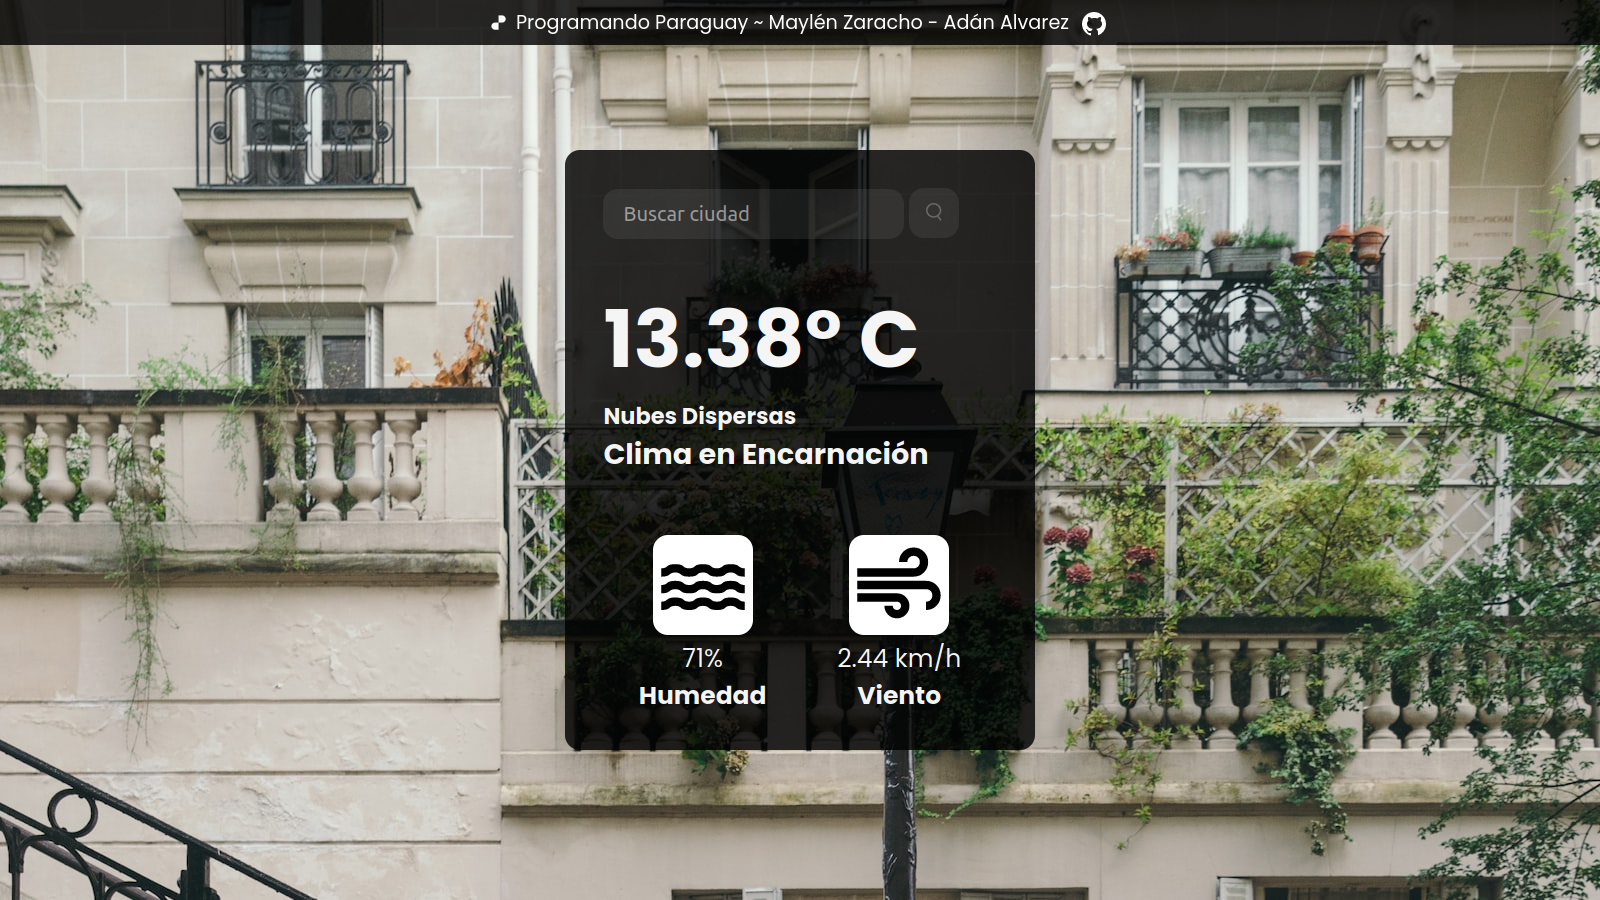 Programando Paraguay ~ Maylén Zaracho - Adán Alvarez
Buscar ciudad
13.38° C
Nubes Dispersas
Clima en Encarnación
71%
2.44 km/h
Humedad
Viento